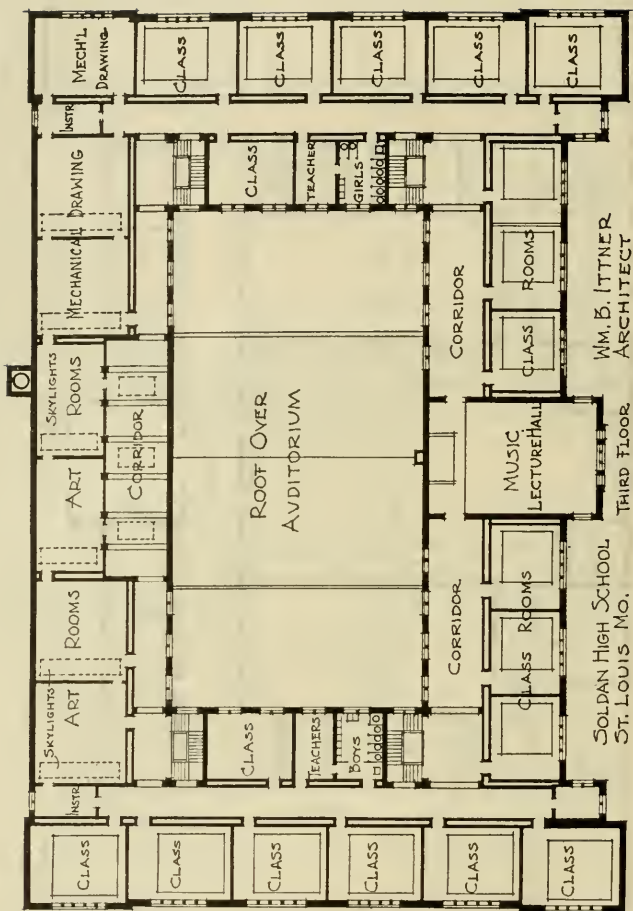 CLASS
CLASS
CLASS
CLASS
CLASS
CLASS
INSTR
SKYLIGHTS
ART ROOMS
SKYLIGHTS
ART ROOMS
MECHANICAL DRAWING
INSTR
MECH'L
DRAWING
CLASS
CLASS
CLASS
CLASS
CLASS
CORRIDOR
CLASS
TEACHERS
BOYS
ROOF OVER
AUDITORIUM
CLASS
TEACHER
GIRLS
CORRIDOR
CORRIDOR
CLASS ROOMS
MUSIC
LECTURE HALL
CLASS ROOMS
SOLDAN HIGH SCHOOL
ST. LOUIS MO.
THIRD FLOOR
WM. B. ITTNER
ARCHITECT